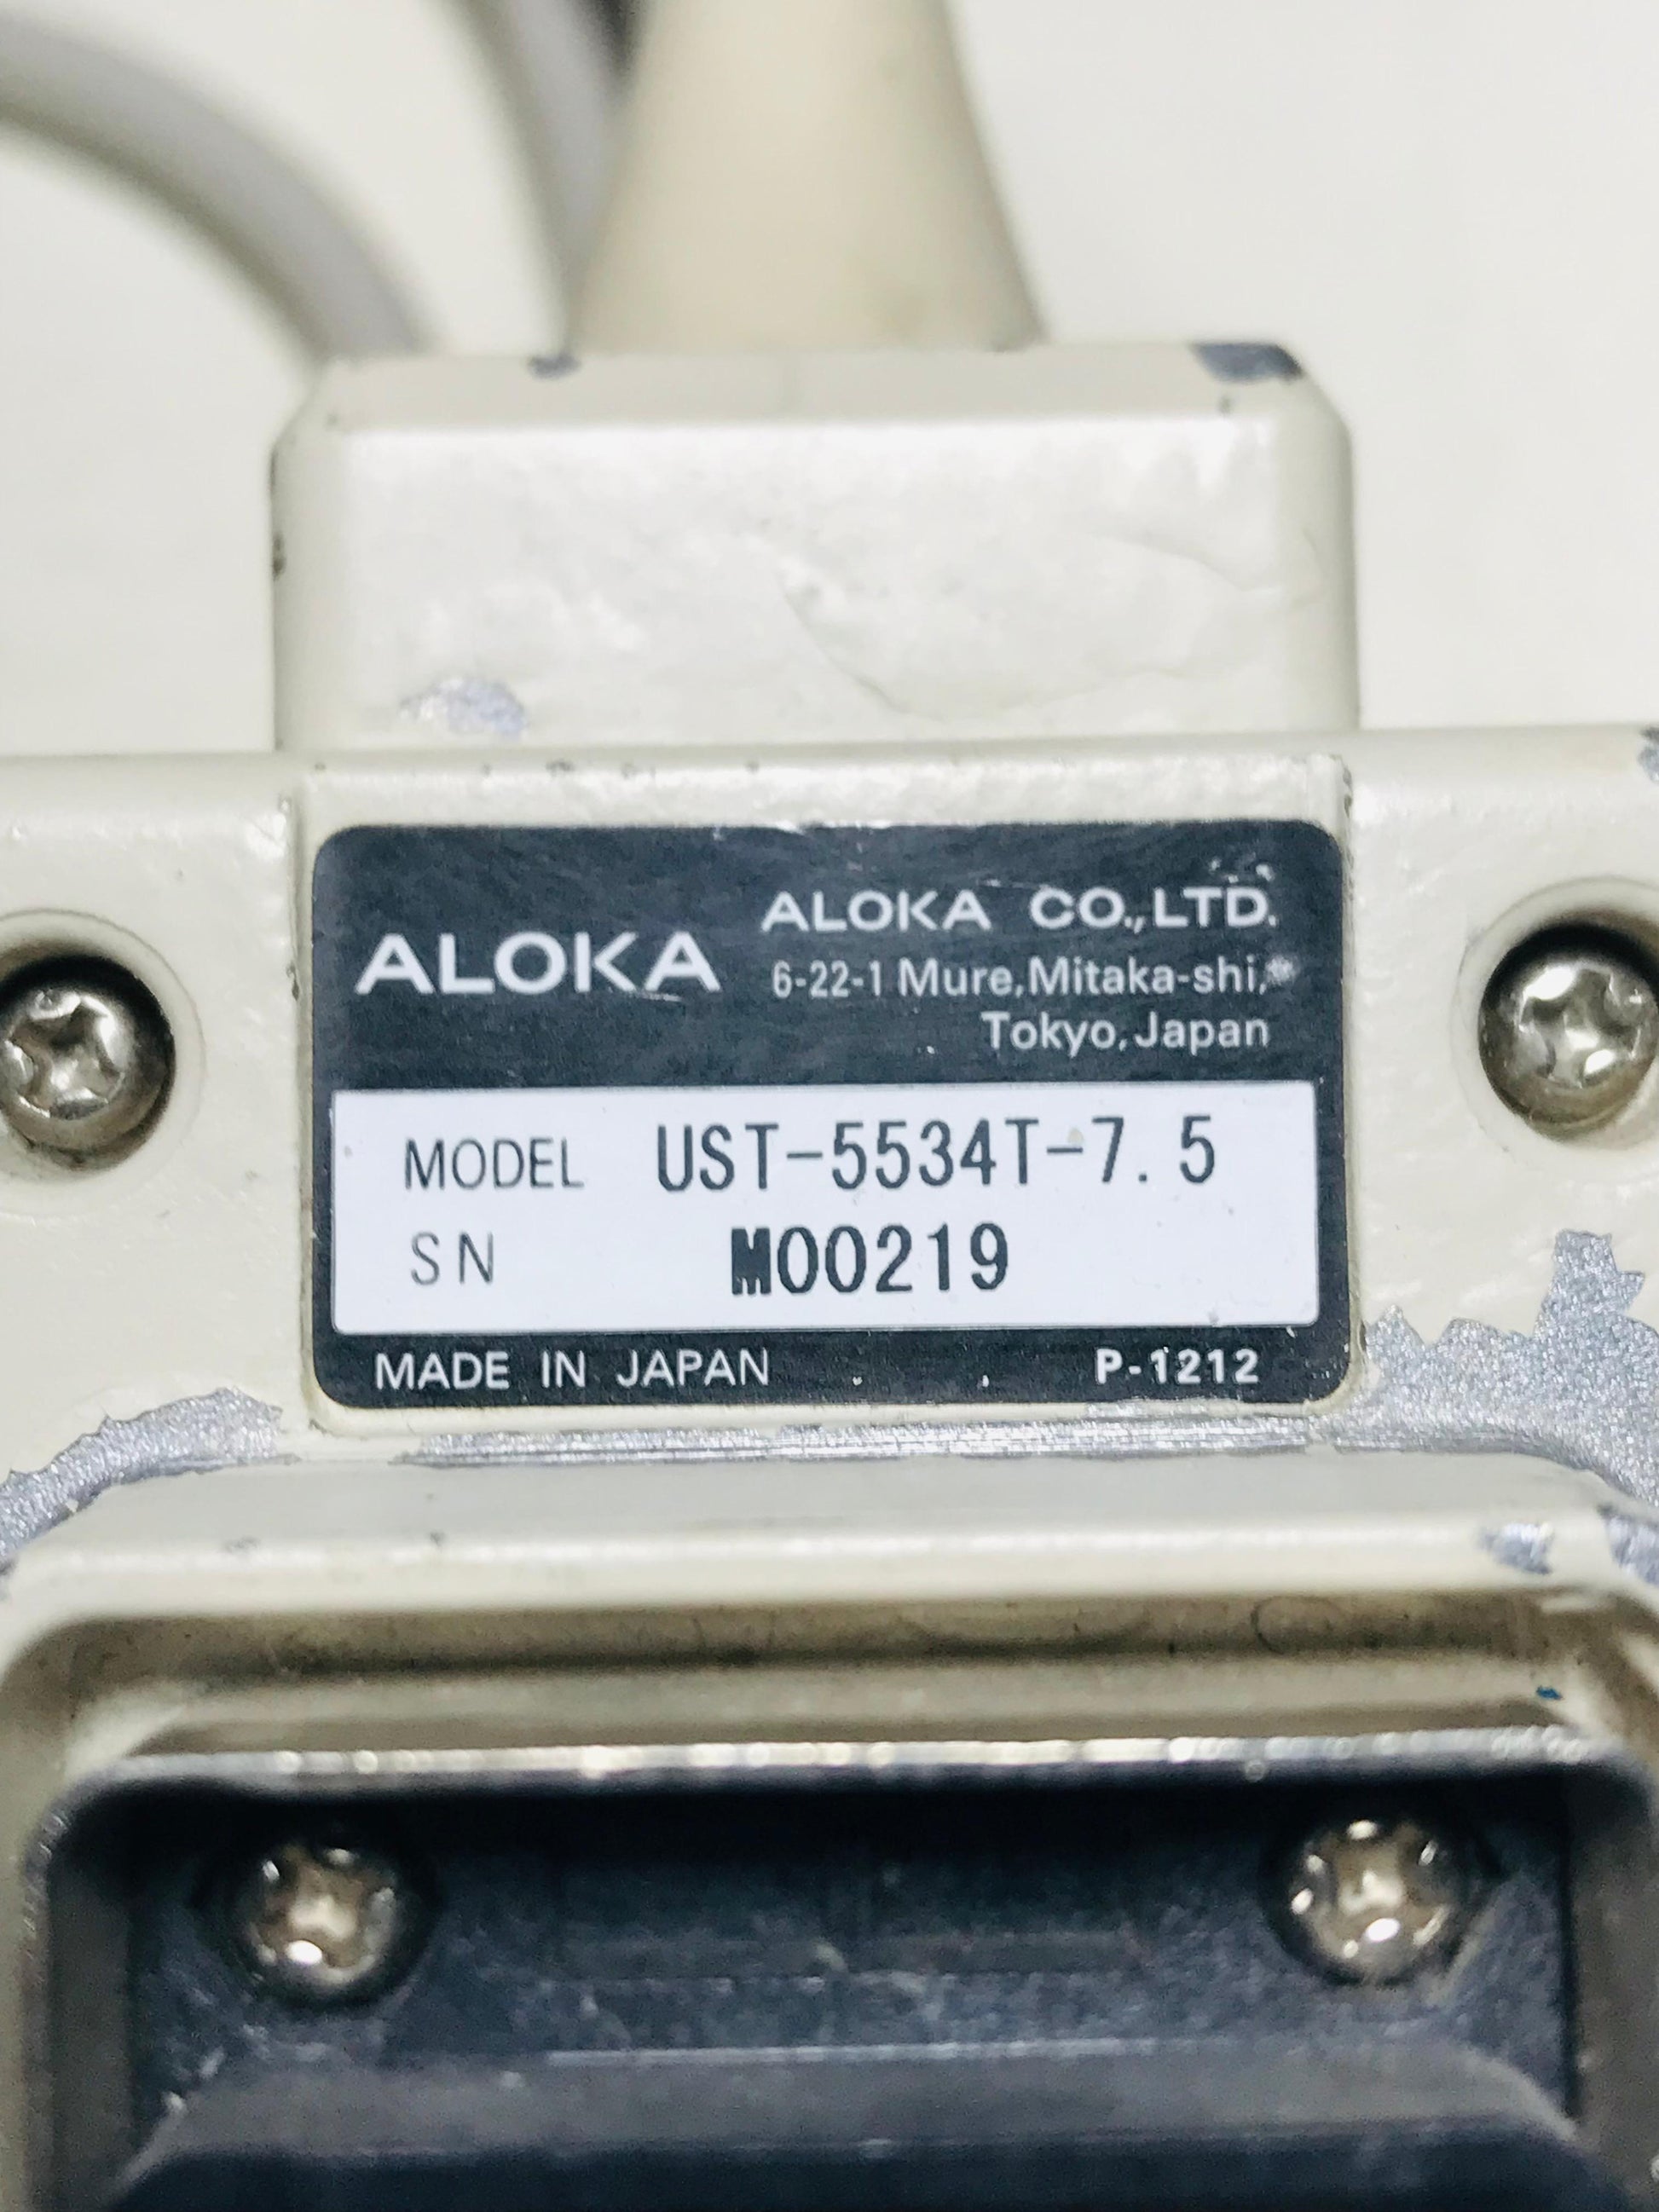 ALOKA
ALOKA CO.,LTD.
6-22-1 Mure,Mitaka-shi,
Tokyo,Japan
MODEL UST-5534T-7.5
SN M00219
MADE IN JAPAN P-1212